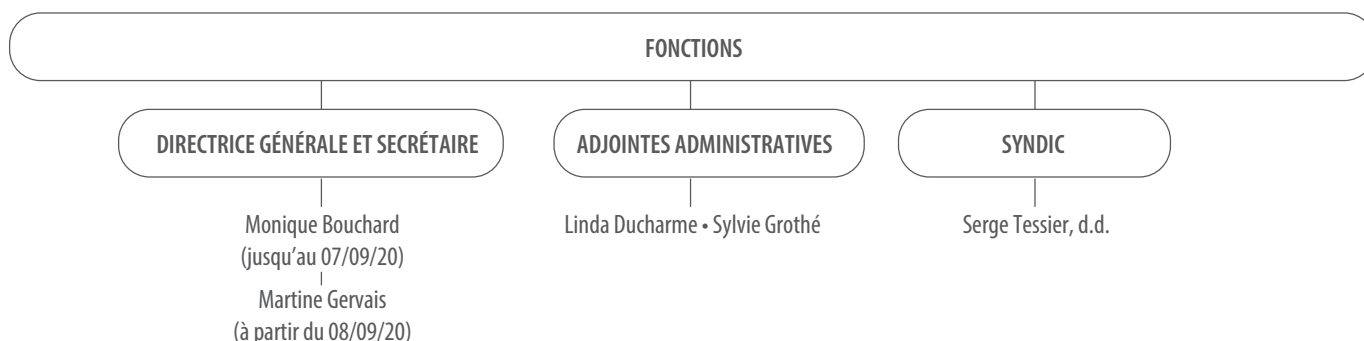 FONCTIONS
DIRECTRICE GÉNÉRALE ET SECRÉTAIRE
Monique Bouchard
(jusqu’au 07/09/20)
Martine Gervais
(à partir du 08/09/20)
ADJOINTES ADMINISTRATIVES
Linda Ducharme • Sylvie Grothé
SYNDIC
Serge Tessier, d.d.